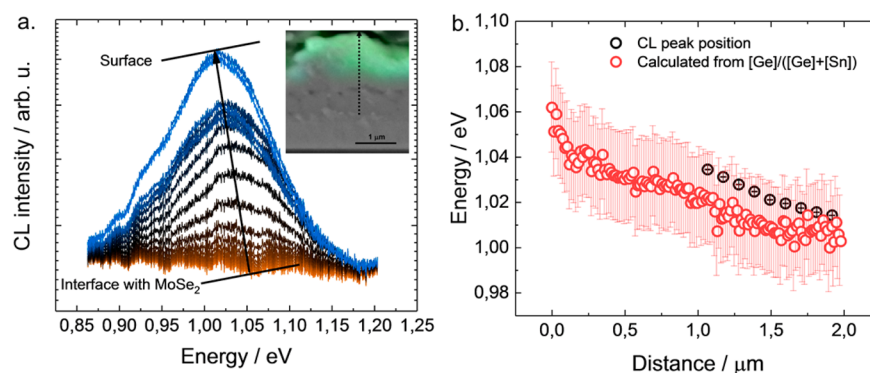 a.
CL intensity / arb. u.
Surface
1 μm
Interface with MoSe2
0,85 0,90 0,95 1,00 1,05 1,10 1,15 1,20 1,25
Energy / eV
b.
Energy / eV
1,10
1,08
1,06
1,04
1,02
1,00
0,98
CL peak position
Calculated from [Ge]/([Ge]+[Sn])
0,0 0,5 1,0 1,5 2,0
Distance / μm